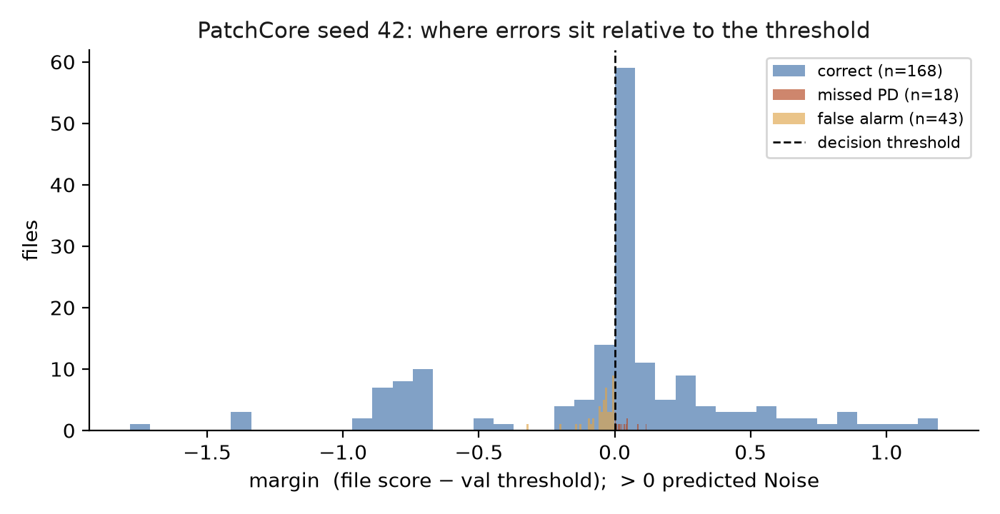 PatchCore seed 42: where errors sit relative to the threshold
60
50
40
30
20
10
0
files
correct (n=168)
missed PD (n=18)
false alarm (n=43)
decision threshold
−1.5 −1.0 −0.5 0.0 0.5 1.0
margin (file score − val threshold); > 0 predicted Noise